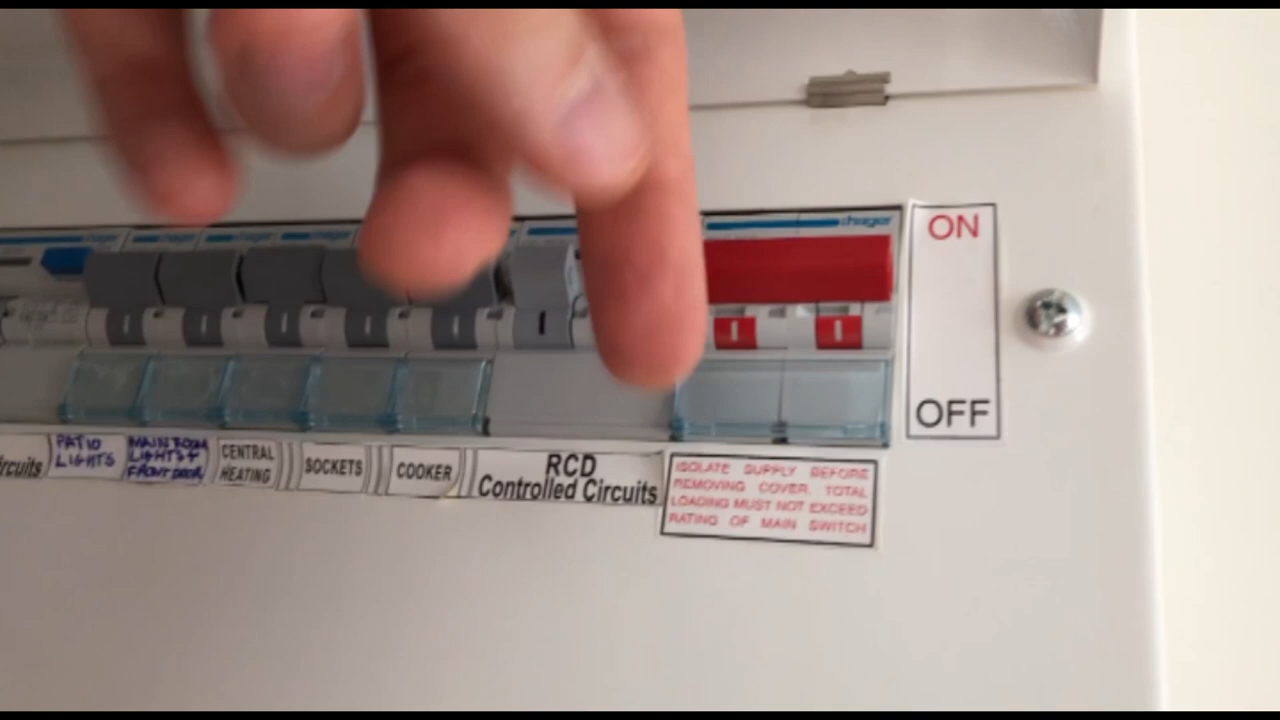 hager
ON
OFF
rcuits
PATIO
LIGHTS
MAIN ROOM
LIGHTS +
FRONT DOOR
CENTRAL
HEATING
SOCKETS
COOKER
RCD
Controlled Circuits
ISOLATE SUPPLY BEFORE
REMOVING COVER. TOTAL
LOADING MUST NOT EXCEED
RATING OF MAIN SWITCH